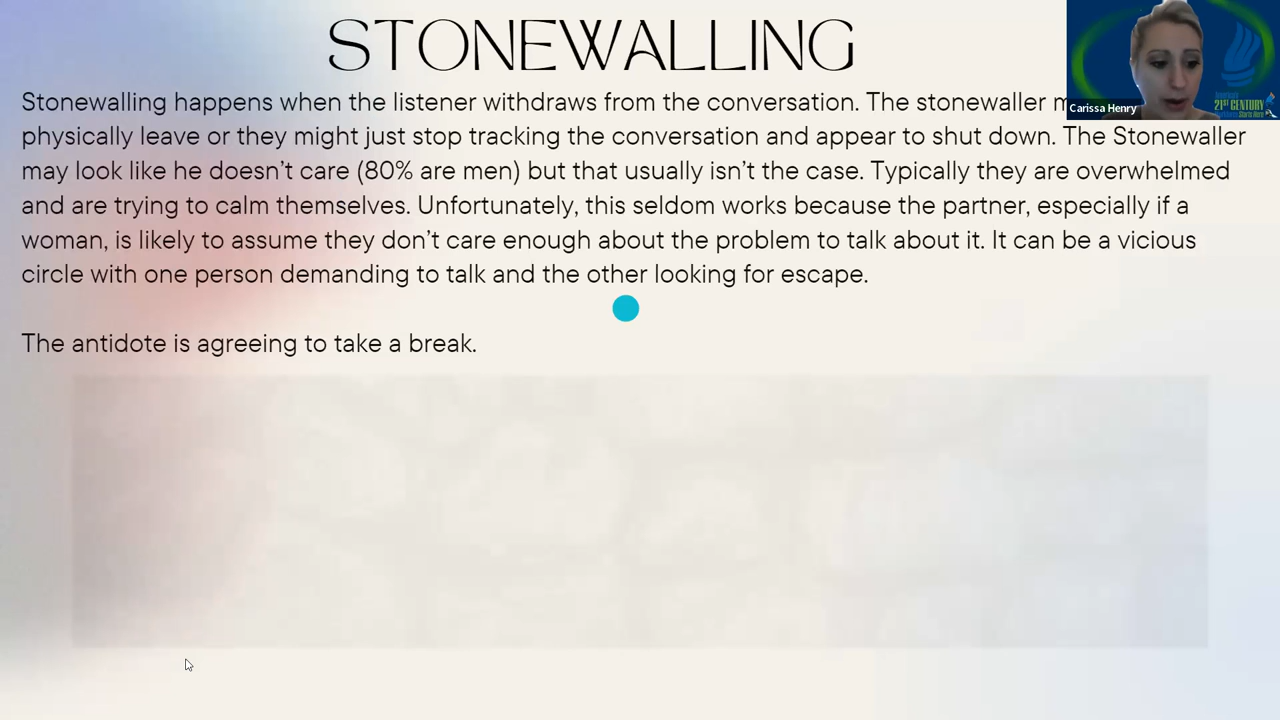 STONEWALLING
Stonewalling happens when the listener withdraws from the conversation. The stonewaller
physically leave or they might just stop tracking the conversation and appear to shut down. The Stonewaller
may look like he doesn’t care (80% are men) but that usually isn’t the case. Typically they are overwhelmed
and are trying to calm themselves. Unfortunately, this seldom works because the partner, especially if a
woman, is likely to assume they don’t care enough about the problem to talk about it. It can be a vicious
circle with one person demanding to talk and the other looking for escape.
The antidote is agreeing to take a break.
Carissa Henry
21ST CENTURY
Starts Here